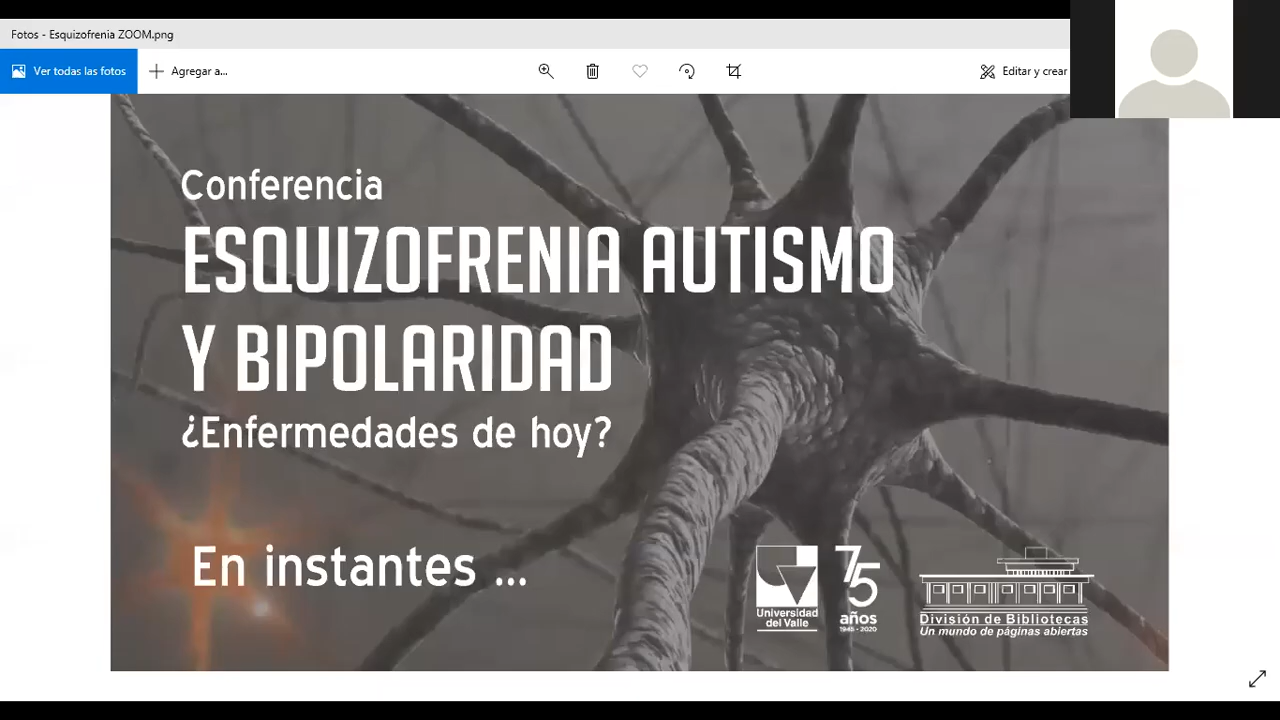 Fotos - Esquizofrenia ZOOM.png
Ver todas las fotos
Agregar a...
Editar y crear
Conferencia
ESQUIZOFRENIA AUTISMO
Y BIPOLARIDAD
¿Enfermedades de hoy?
En instantes ...
Universidad
del Valle
75
años
1945 - 2020
División de Bibliotecas
Un mundo de páginas abiertas